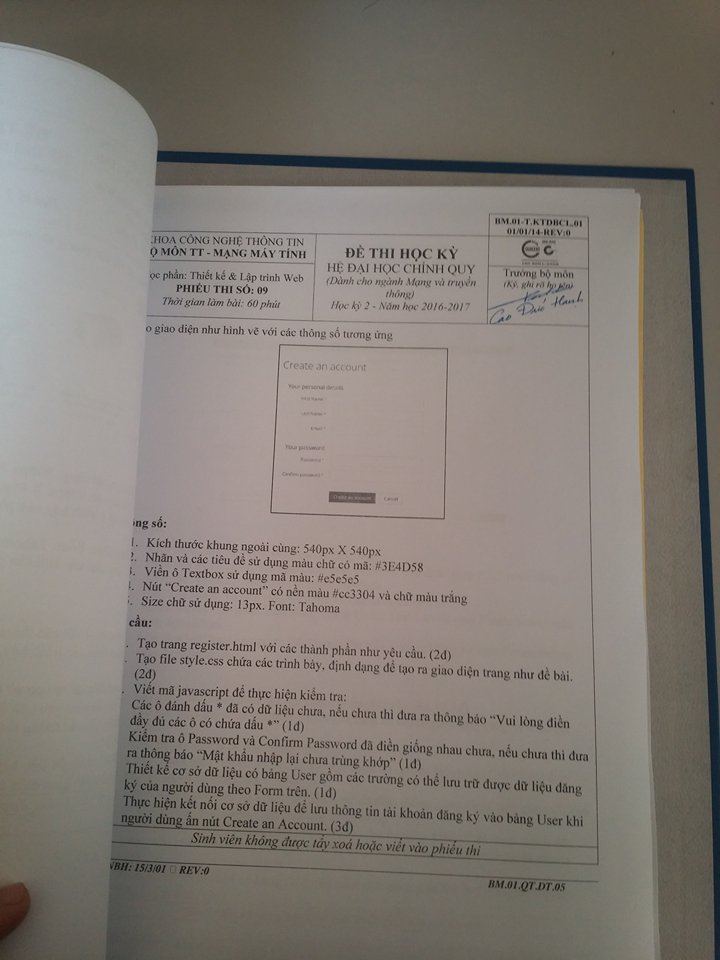 BM.01-T.KTDBCL.01
01/01/14-REV:0
KHOA CÔNG NGHỆ THÔNG TIN
BỘ MÔN TT - MẠNG MÁY TÍNH
ọc phần: Thiết kế & Lập trình Web
PHIẾU THI SỐ: 09
Thời gian làm bài: 60 phút
ĐỀ THI HỌC KỲ
HỆ ĐẠI HỌC CHÍNH QUY
(Dành cho ngành Mạng và truyền
thông)
Học kỳ 2 - Năm học 2016-2017
Trưởng bộ môn
(Ký, ghi rõ họ tên)
o giao diện như hình vẽ với các thông số tương ứng
Create an account
Your personal details
First Name *
Last Name *
Email *
Your password
Password *
Confirm password *
Create an account Cancel
ng số:
1. Kích thước khung ngoài cùng: 540px X 540px
2. Nhãn và các tiêu đề sử dụng màu chữ có mã: #3E4D58
3. Viền ô Textbox sử dụng mã màu: #e5e5e5
4. Nút “Create an account” có nền màu #cc3304 và chữ màu trắng
5. Size chữ sử dụng: 13px. Font: Tahoma
cầu:
. Tạo trang register.html với các thành phần như yêu cầu. (2đ)
. Tạo file style.css chứa các trình bày, định dạng để tạo ra giao diện trang như đề bài.
(2đ)
. Viết mã javascript để thực hiện kiểm tra:
Các ô đánh dấu * đã có dữ liệu chưa, nếu chưa thì đưa ra thông báo “Vui lòng điền
đầy đủ các ô có chứa dấu *” (1đ)
Kiểm tra ô Password và Confirm Password đã điền giống nhau chưa, nếu chưa thì đưa
ra thông báo “Mật khẩu nhập lại chưa trùng khớp” (1đ)
Thiết kế cơ sở dữ liệu có bảng User gồm các trường có thể lưu trữ được dữ liệu đăng
ký của người dùng theo Form trên. (1đ)
Thực hiện kết nối cơ sở dữ liệu để lưu thông tin tài khoản đăng ký vào bảng User khi
người dùng ấn nút Create an Account. (3đ)
Sinh viên không được tẩy xoá hoặc viết vào phiếu thi
NBH: 15/3/01 □ REV:0
BM.01.QT.DT.05